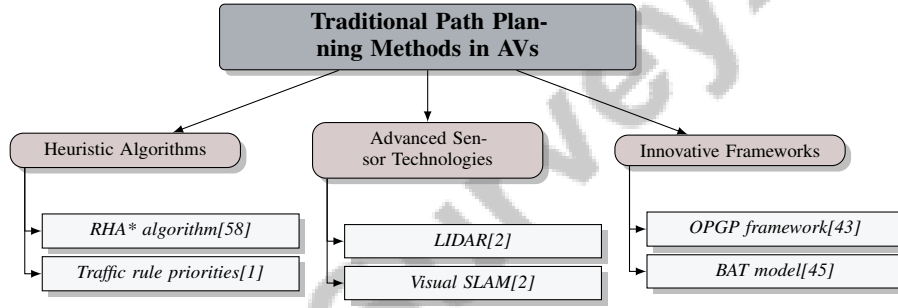 Traditional Path Plan-
ning Methods in AVs
Heuristic Algorithms
RHA* algorithm[58]
Traffic rule priorities[1]
Advanced Sen-
sor Technologies
LIDAR[2]
Visual SLAM[2]
Innovative Frameworks
OPGP framework[43]
BAT model[45]